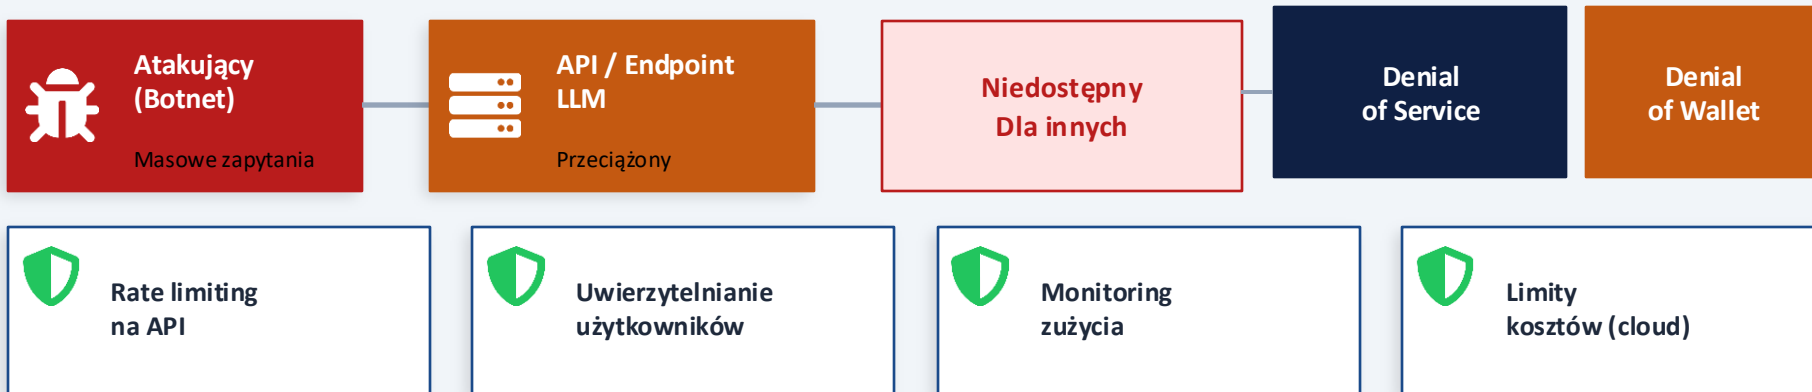 Atakujący
(Botnet)
Masowe zapytania
API / Endpoint
LLM
Przeciążony
Niedostępny
Dla innych
Denial
of Service
Denial
of Wallet
Rate limiting
na API
Uwierzytelnianie
użytkowników
Monitoring
zużycia
Limity
kosztów (cloud)